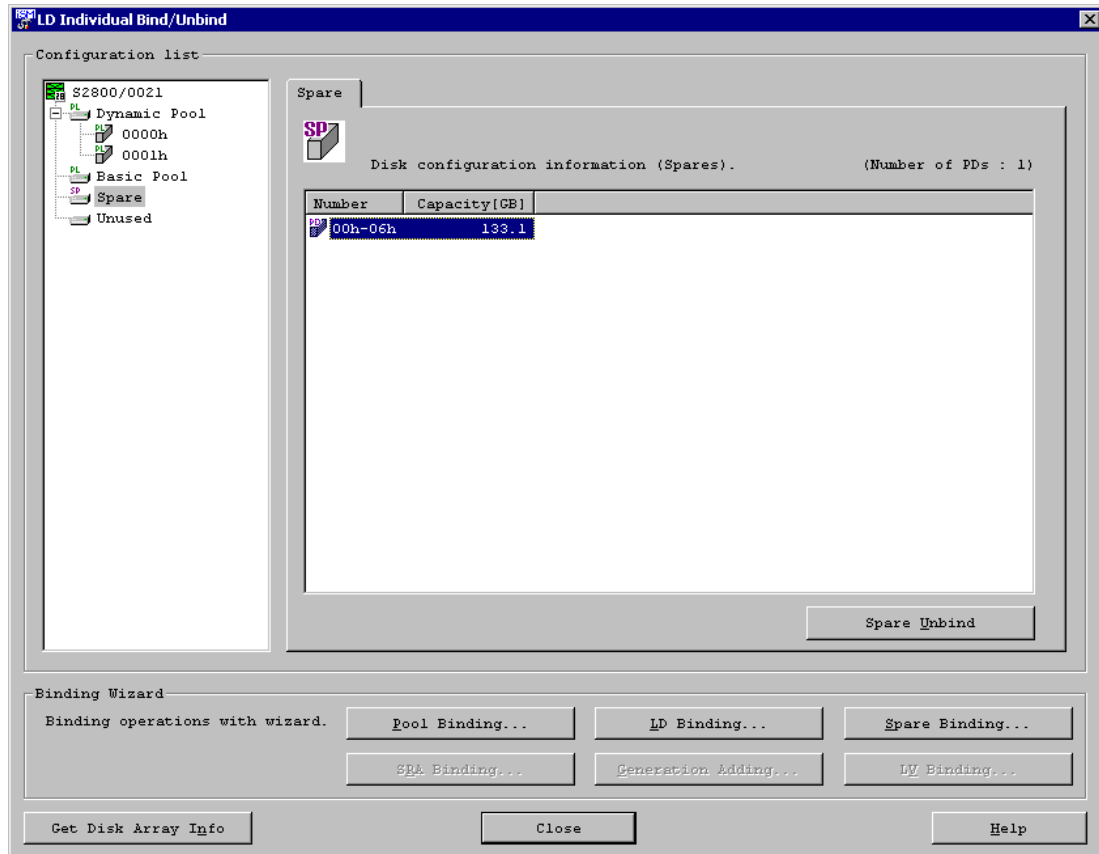 LD Individual Bind/Unbind
Configuration list
S2800/0021
Dynamic Pool
0000h
0001h
Basic Pool
Spare
Unused
Spare
SP
Disk configuration information (Spares). (Number of PDs : 1)
Number Capacity[GB]
00h-06h 133.1
Spare Unbind
Binding Wizard
Binding operations with wizard.
Pool Binding... LD Binding... Spare Binding...
SRA Binding... Generation Adding... LV Binding...
Get Disk Array Info Close Help